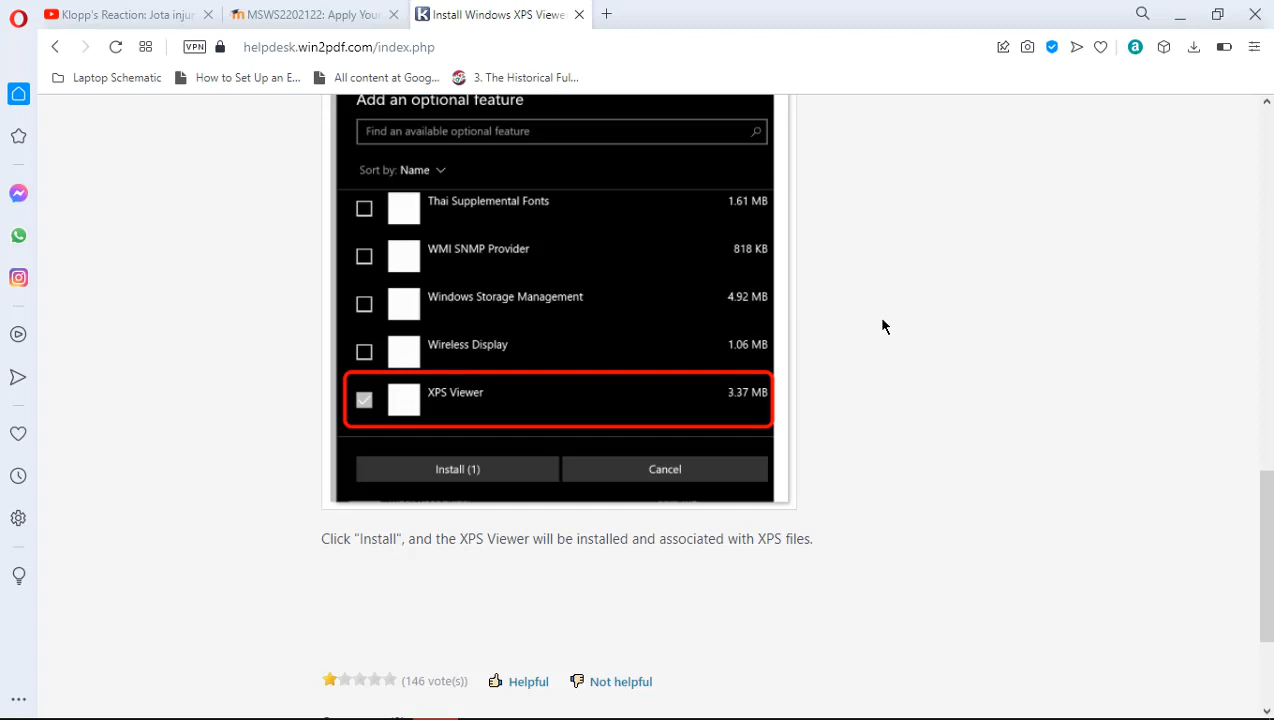 Klopp's Reaction: Jota injur
MSWS2202122: Apply You
Install Windows XPS Viewe
VPN
helpdesk.win2pdf.com/index.php
Laptop Schematic
How to Set Up an E...
All content at Goog...
3. The Historical Ful...
Add an optional feature
Find an available optional feature
Sort by: Name
Thai Supplemental Fonts 1.61 MB
WMI SNMP Provider 818 KB
Windows Storage Management 4.92 MB
Wireless Display 1.06 MB
XPS Viewer 3.37 MB
Install (1) Cancel
Click "Install", and the XPS Viewer will be installed and associated with XPS files.
(146 vote(s)) Helpful Not helpful